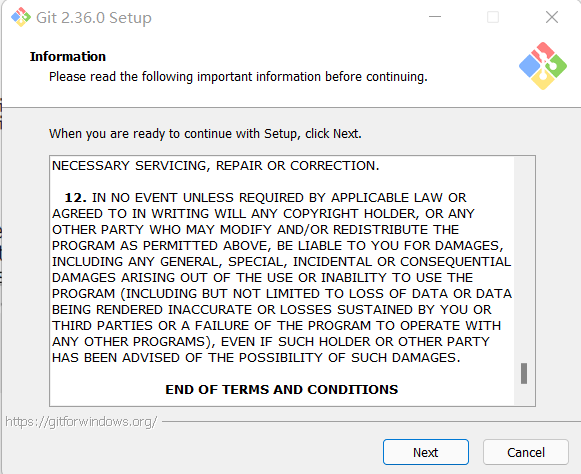 Git 2.36.0 Setup
Information
Please read the following important information before continuing.
When you are ready to continue with Setup, click Next.
NECESSARY SERVICING, REPAIR OR CORRECTION.
12. IN NO EVENT UNLESS REQUIRED BY APPLICABLE LAW OR
AGREED TO IN WRITING WILL ANY COPYRIGHT HOLDER, OR ANY
OTHER PARTY WHO MAY MODIFY AND/OR REDISTRIBUTE THE
PROGRAM AS PERMITTED ABOVE, BE LIABLE TO YOU FOR DAMAGES,
INCLUDING ANY GENERAL, SPECIAL, INCIDENTAL OR CONSEQUENTIAL
DAMAGES ARISING OUT OF THE USE OR INABILITY TO USE THE
PROGRAM (INCLUDING BUT NOT LIMITED TO LOSS OF DATA OR DATA
BEING RENDERED INACCURATE OR LOSSES SUSTAINED BY YOU OR
THIRD PARTIES OR A FAILURE OF THE PROGRAM TO OPERATE WITH
ANY OTHER PROGRAMS), EVEN IF SUCH HOLDER OR OTHER PARTY
HAS BEEN ADVISED OF THE POSSIBILITY OF SUCH DAMAGES.
END OF TERMS AND CONDITIONS
https://gitforwindows.org/
Next
Cancel